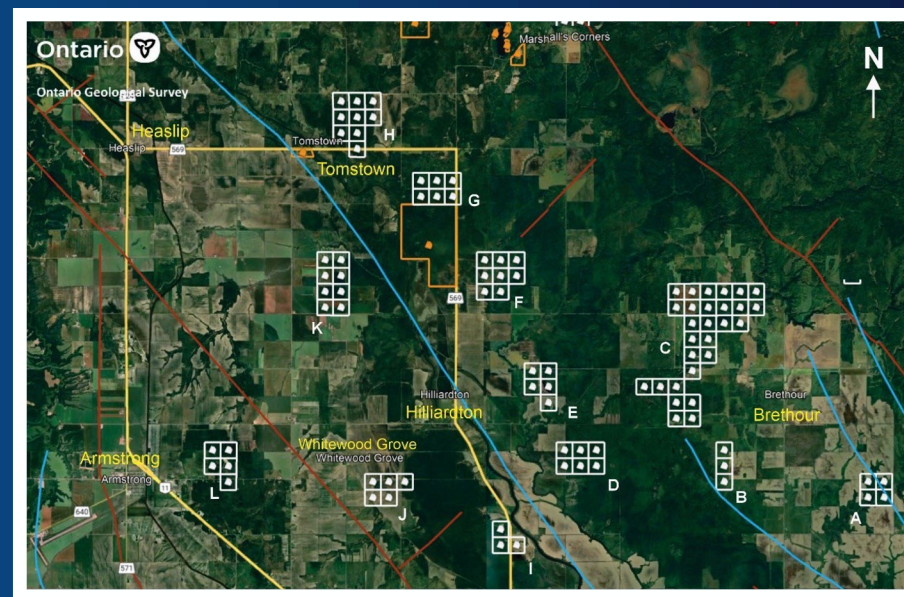 Ontario
Ontario Geological Survey
N
Marshall's Corners
H
Heaslip
Heaslip
569
Tomstown
Tomstown
G
F
569
K
C
Hilliardton
Hilliardton
E
Brethour
Brethour
Whitewood Grove
Whitewood Grove
Armstrong
Armstrong
11
L
J
D
B
A
640
I
571